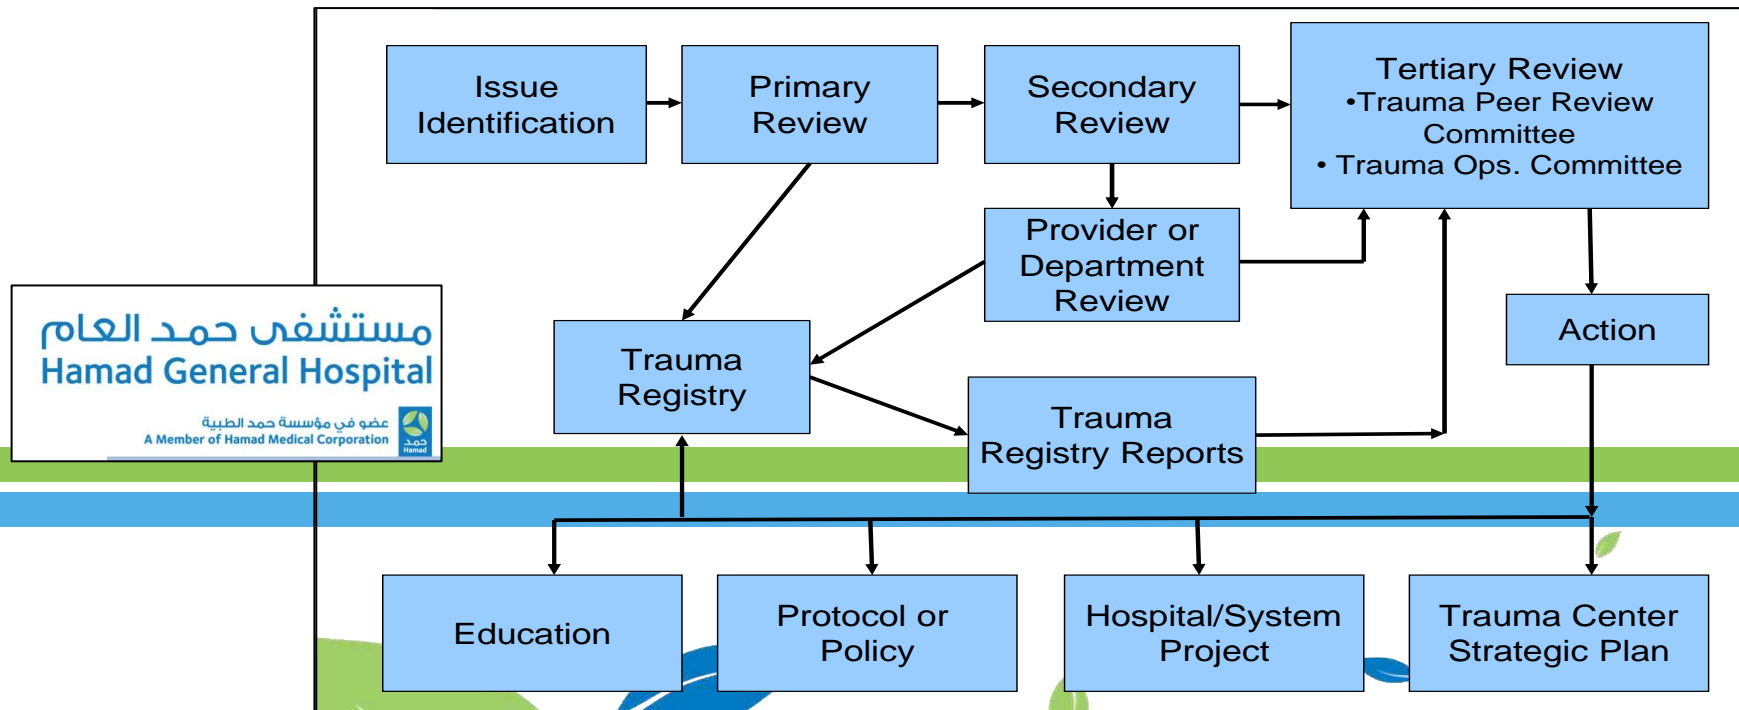 Issue
Identification
Primary
Review
Secondary
Review
Tertiary Review
•Trauma Peer Review
Committee
• Trauma Ops. Committee
Provider or
Department
Review
Action
مستشفى حمد العام
Hamad General Hospital
عضو في مؤسسة حمد الطبية
A Member of Hamad Medical Corporation
حمد
Hamad
Trauma
Registry
Trauma
Registry Reports
Education
Protocol or
Policy
Hospital/System
Project
Trauma Center
Strategic Plan